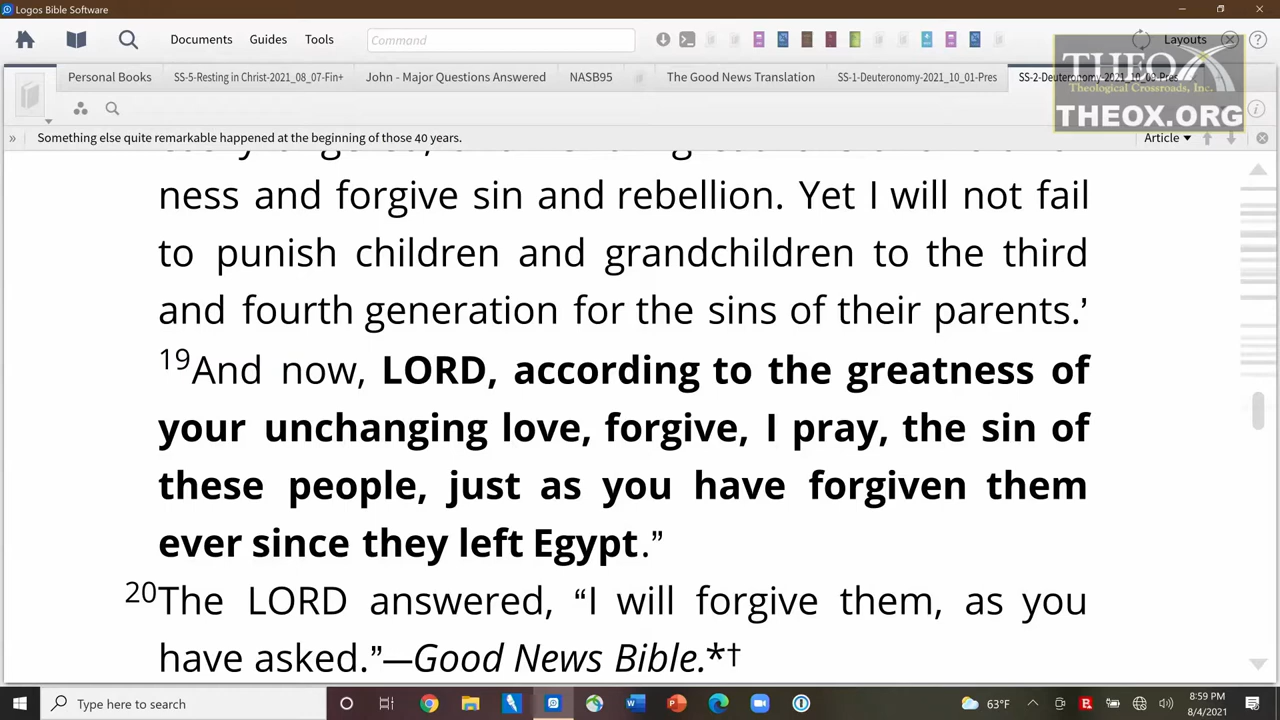 Logos Bible Software
Documents Guides Tools Command Layouts
Personal Books SS-5-Resting in Christ-2021_08_07-Fin+ John - Major Questions Answered NASB95 The Good News Translation SS-1-Deuteronomy-2021_10_01-Pres SS-2-Deuteronomy-2021_10_
THEOX
Theological Crossroads, Inc.
THEOX.ORG
Something else quite remarkable happened at the beginning of those 40 years. Article
ness and forgive sin and rebellion. Yet I will not fail
to punish children and grandchildren to the third
and fourth generation for the sins of their parents.’
19And now, LORD, according to the greatness of
your unchanging love, forgive, I pray, the sin of
these people, just as you have forgiven them
ever since they left Egypt.”
20The LORD answered, “I will forgive them, as you
have asked.”—Good News Bible.*†
Type here to search 63°F 8:59 PM
8/4/2021